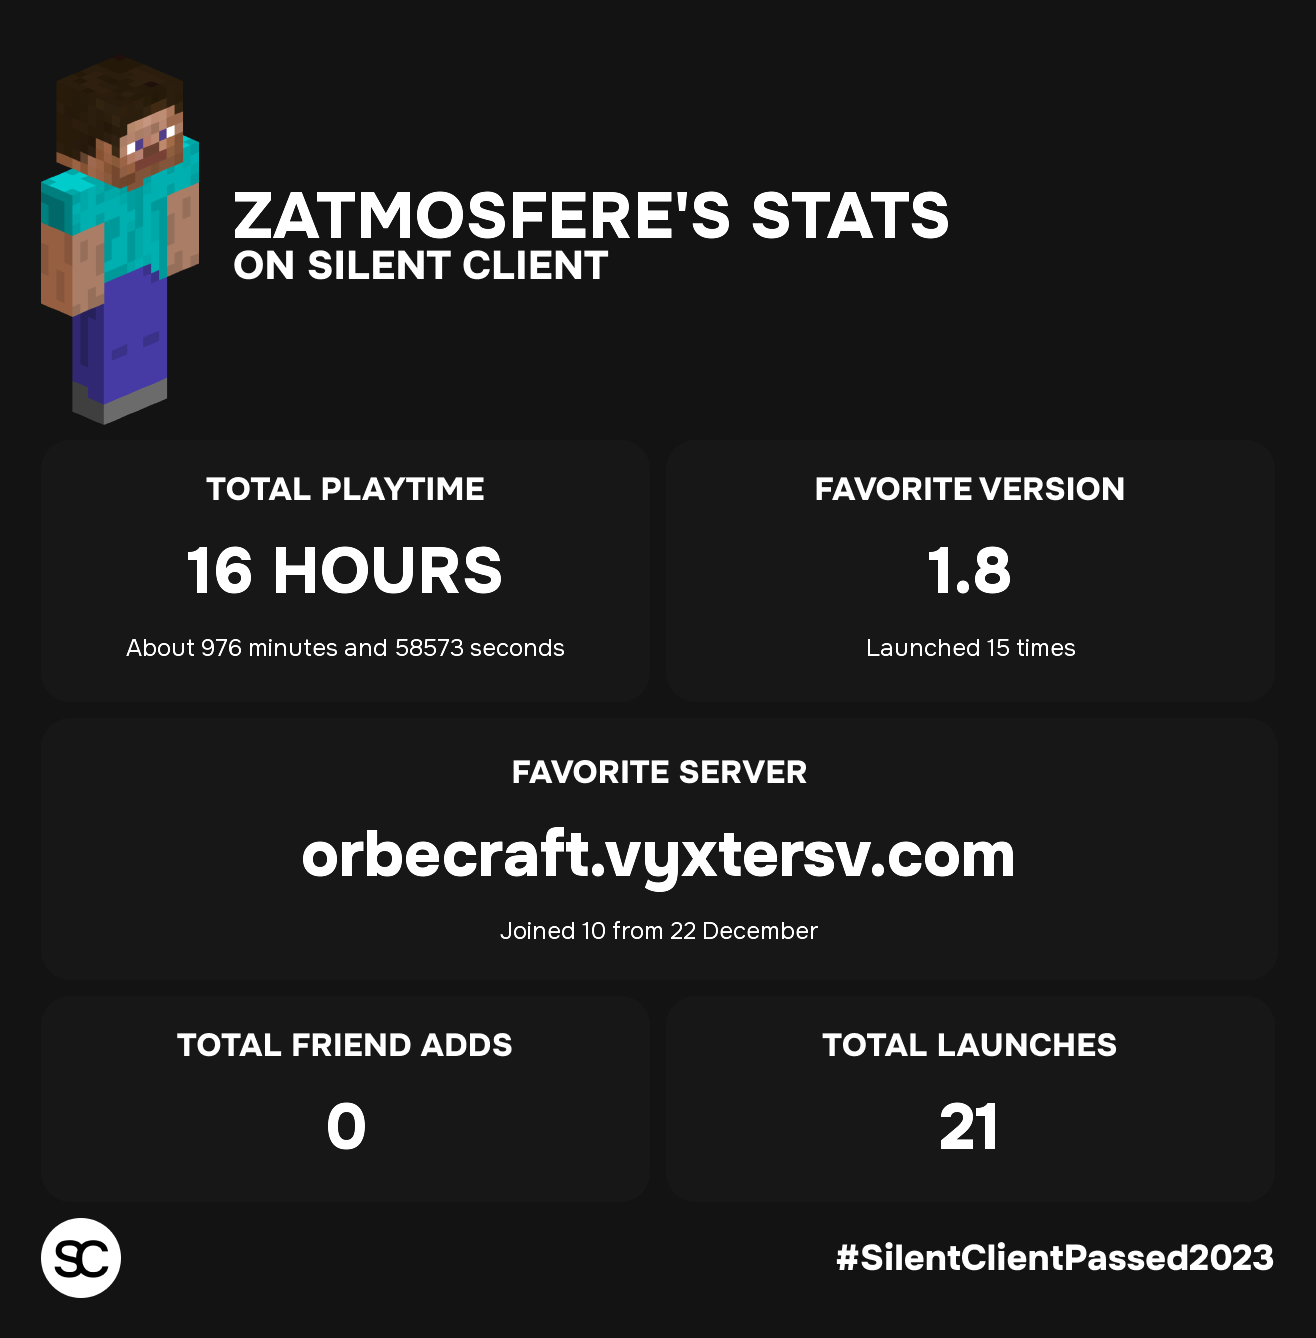 ZATMOSFERE'S STATS
ON SILENT CLIENT
TOTAL PLAYTIME
16 HOURS
About 976 minutes and 58573 seconds
FAVORITE VERSION
1.8
Launched 15 times
FAVORITE SERVER
orbecraft.vyxtersv.com
Joined 10 from 22 December
TOTAL FRIEND ADDS
0
TOTAL LAUNCHES
21
SC
#SilentClientPassed2023